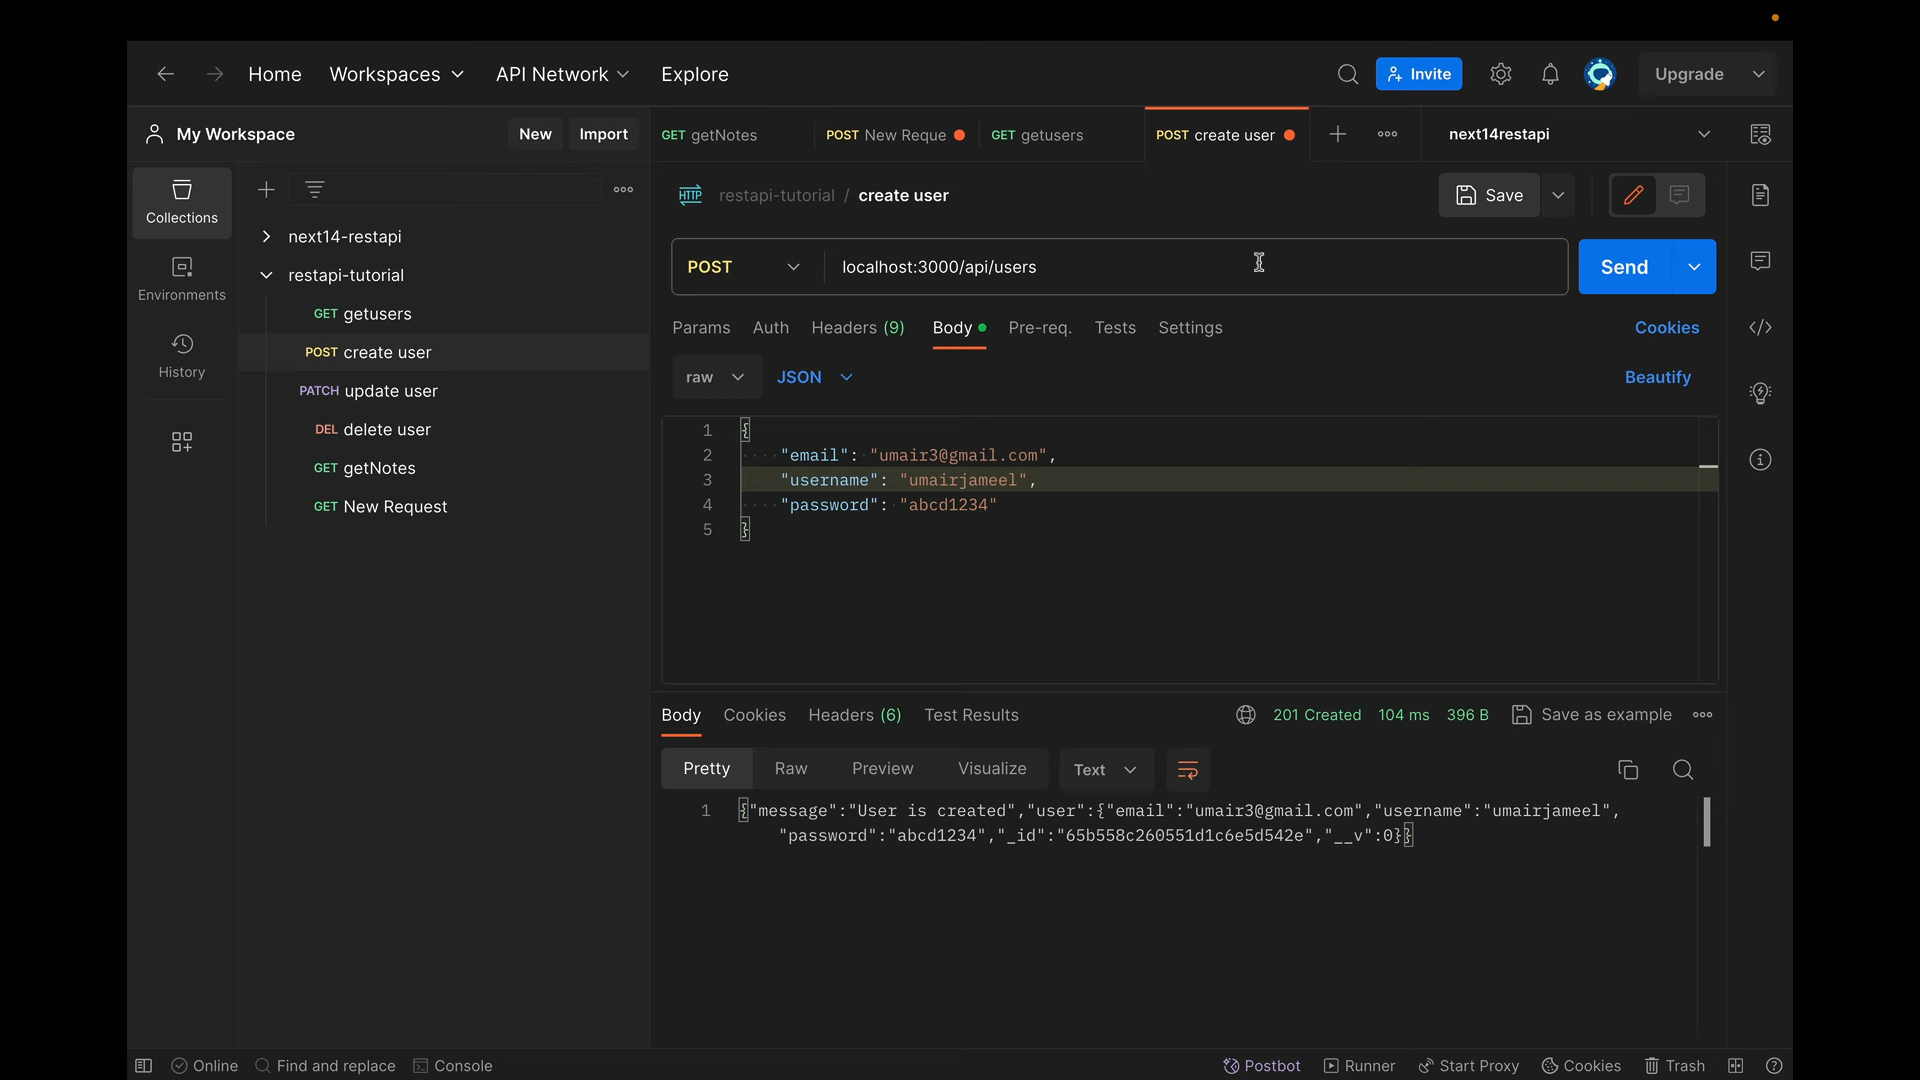 Home Workspaces API Network Explore Invite Upgrade
My Workspace New Import GET getNotes POST New Reque GET getusers POST create user next14restapi
Collections
Environments
History
next14-restapi
restapi-tutorial
GET getusers
POST create user
PATCH update user
DEL delete user
GET getNotes
GET New Request
HTTP restapi-tutorial / create user Save
POST localhost:3000/api/users Send
Params Auth Headers (9) Body Pre-req. Tests Settings Cookies
raw JSON Beautify
1 {
2 "email": "umair3@gmail.com",
3 "username": "umairjameel",
4 "password": "abcd1234"
5 }
Body Cookies Headers (6) Test Results 201 Created 104 ms 396 B Save as example
Pretty Raw Preview Visualize Text
1 {"message":"User is created","user":{"email":"umair3@gmail.com","username":"umairjameel",
"password":"abcd1234","_id":"65b558c260551d1c6e5d542e","__v":0}}
Online Find and replace Console Postbot Runner Start Proxy Cookies Trash